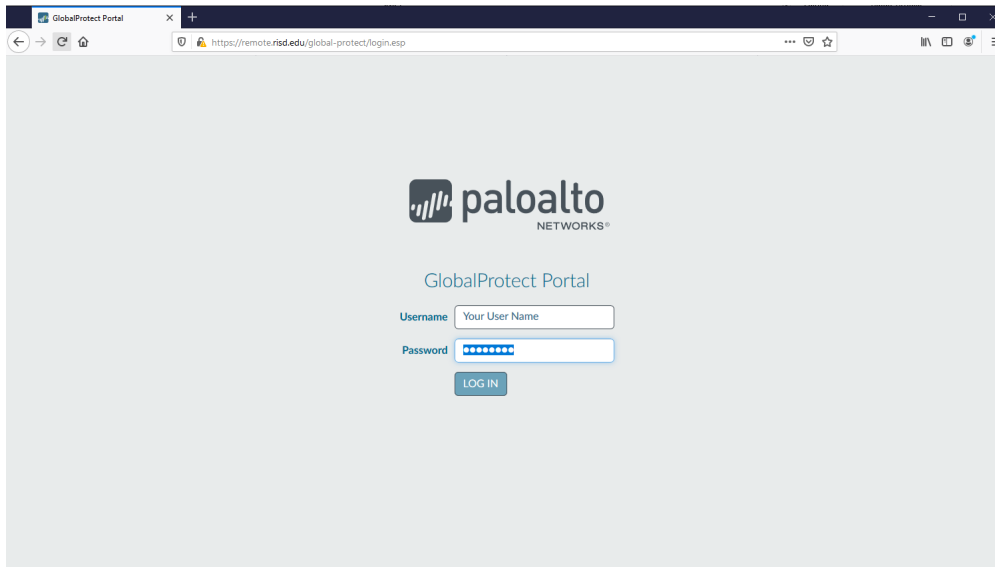 GlobalProtect Portal
https://remote.risd.edu/global-protect/login.esp
paloalto
NETWORKS®
GlobalProtect Portal
Username Your User Name
Password ••••••••
LOG IN